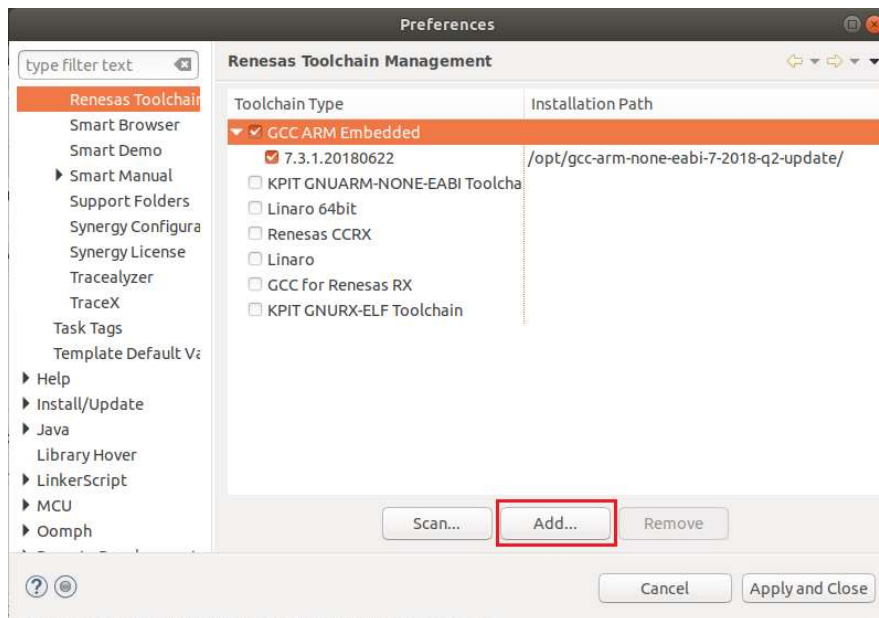 Preferences
type filter text
Renesas Toolchain Management
Renesas Toolchair
Smart Browser
Smart Demo
Smart Manual
Support Folders
Synergy Configura
Synergy License
Tracealyzer
TraceX
Task Tags
Template Default Va
Help
Install/Update
Java
Library Hover
LinkerScript
MCU
Oomph
Toolchain Type Installation Path
GCC ARM Embedded
7.3.1.20180622 /opt/gcc-arm-none-eabi-7-2018-q2-update/
KPIT GNUARM-NONE-EABI Toolcha
Linaro 64bit
Renesas CCRX
Linaro
GCC for Renesas RX
KPIT GNURX-ELF Toolchain
Scan... Add... Remove
? Cancel Apply and Close